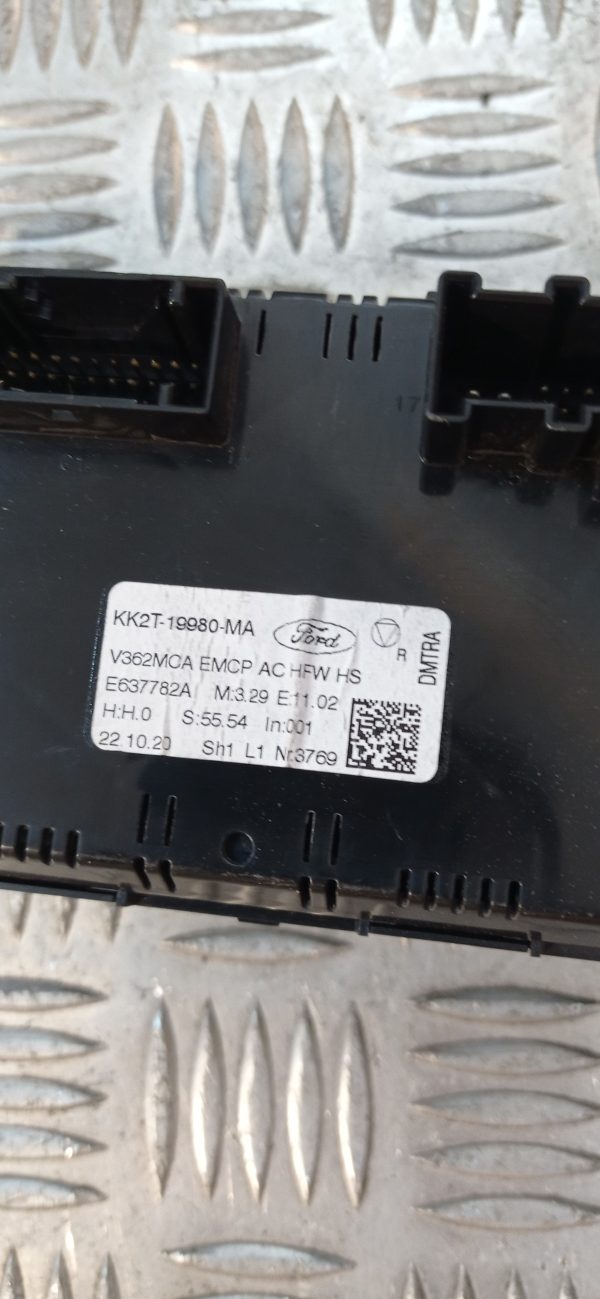 17
KK2T-19980-MA Ford
R
V362MCA EMCP AC HFW HS
E637782A M:3.29 E:11.02
H:H.0 S:55.54 In:001
22.10.20 Sh1 L1 Nr.3769
DMTRA